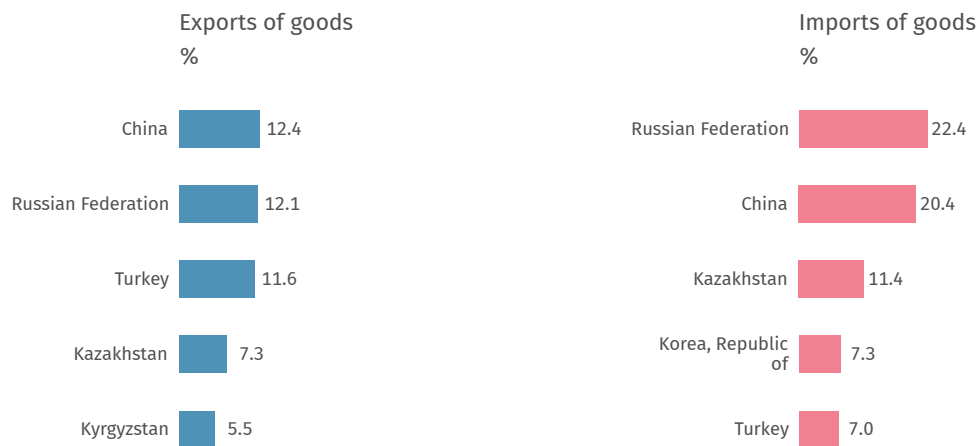 Exports of goods
%
China 12.4
Russian Federation 12.1
Turkey 11.6
Kazakhstan 7.3
Kyrgyzstan 5.5
Imports of goods
%
Russian Federation 22.4
China 20.4
Kazakhstan 11.4
Korea, Republic
of 7.3
Turkey 7.0